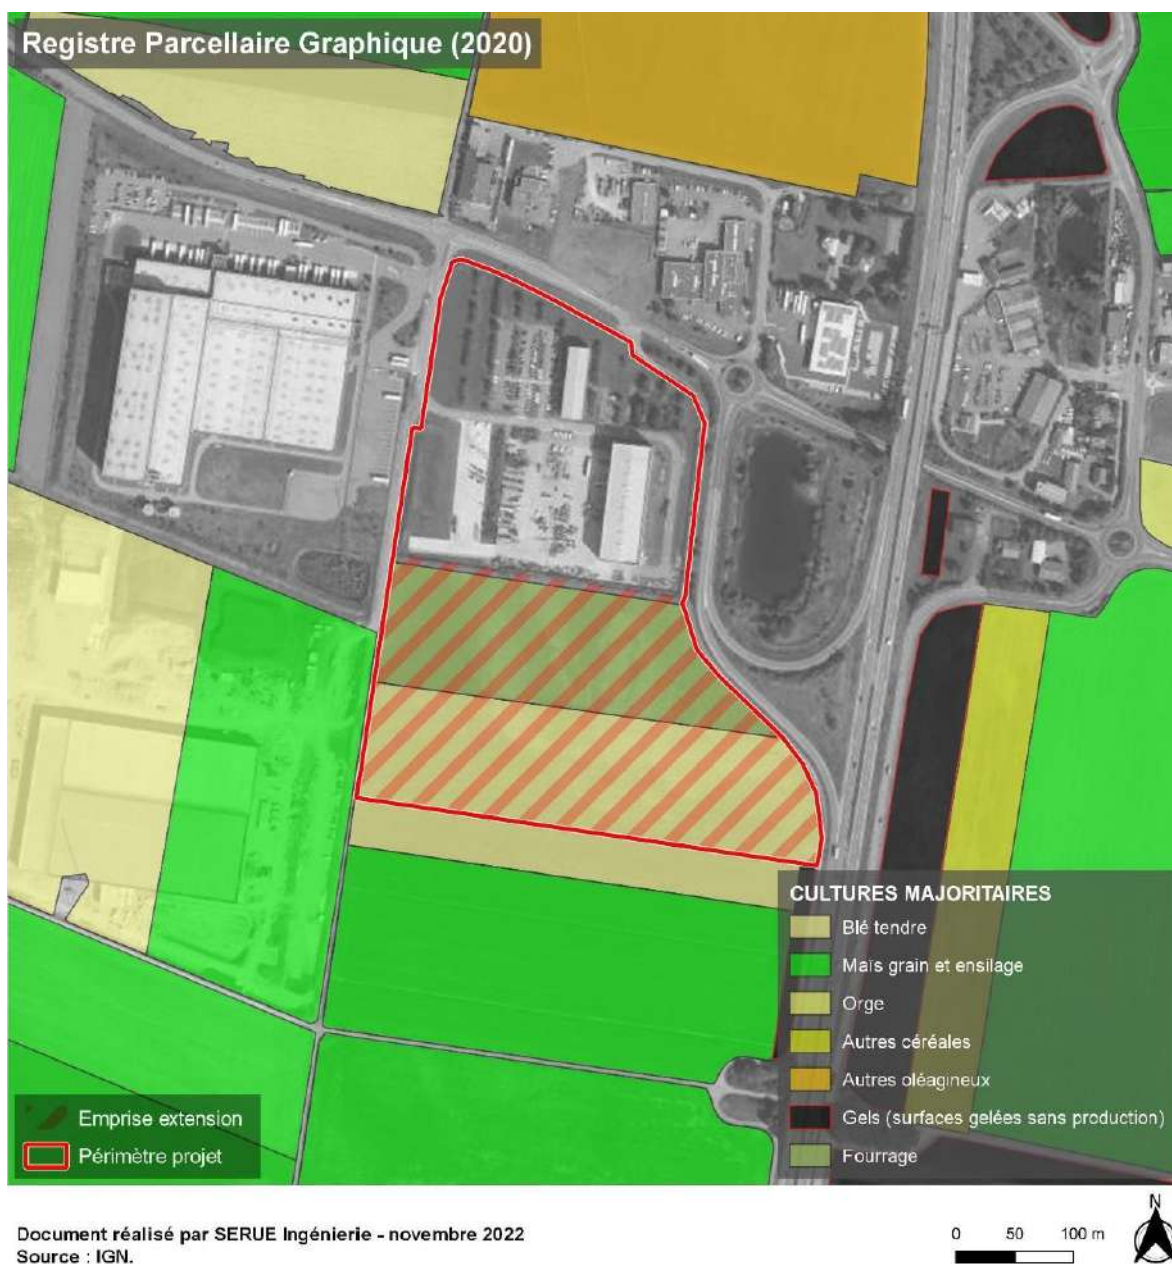 Registre Parcellaire Graphique (2020)
CULTURES MAJORITAIRES
Blé tendre
Maïs grain et ensilage
Orge
Autres céréales
Autres oléagineux
Gels (surfaces gelées sans production)
Fourrage
Emprise extension
Périmètre projet
Document réalisé par SERUE Ingénierie - novembre 2022
Source : IGN.
0 50 100 m
N